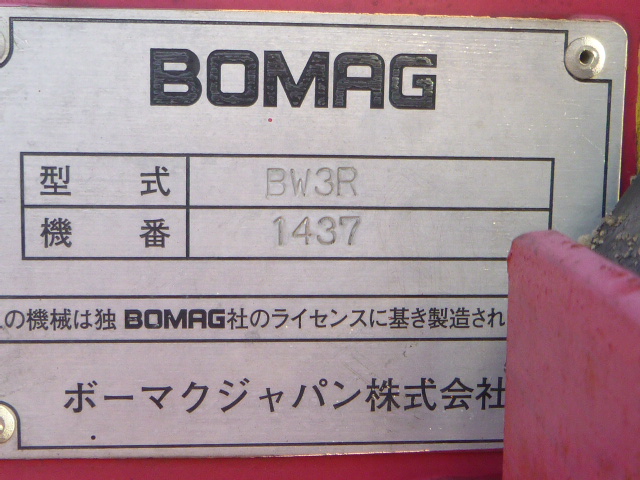 BOMAG
型式 BW3R
機番 1437
の機械は独BOMAG社のライセンスに基き製造され
ボーマクジャパン株式会社